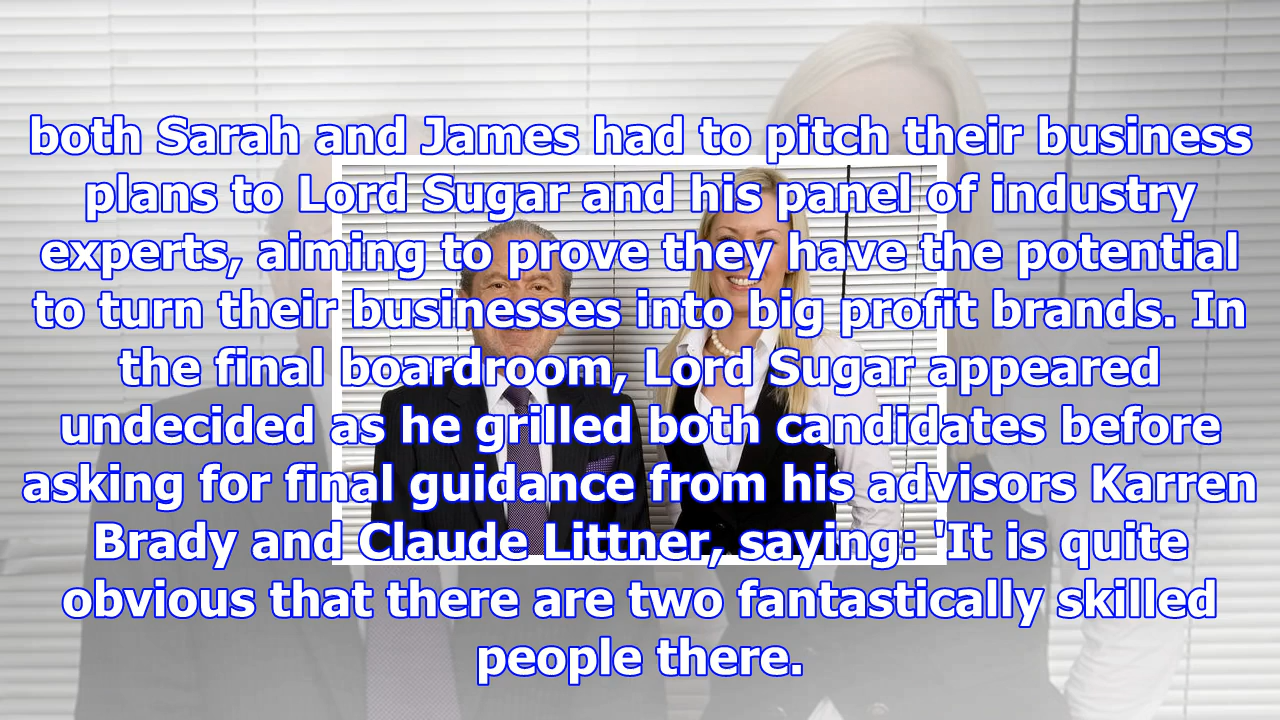 both Sarah and James had to pitch their business
plans to Lord Sugar and his panel of industry
experts, aiming to prove they have the potential
to turn their businesses into big profit brands. In
the final boardroom, Lord Sugar appeared
undecided as he grilled both candidates before
asking for final guidance from his advisors Karren
Brady and Claude Littner, saying: 'It is quite
obvious that there are two fantastically skilled
people there.